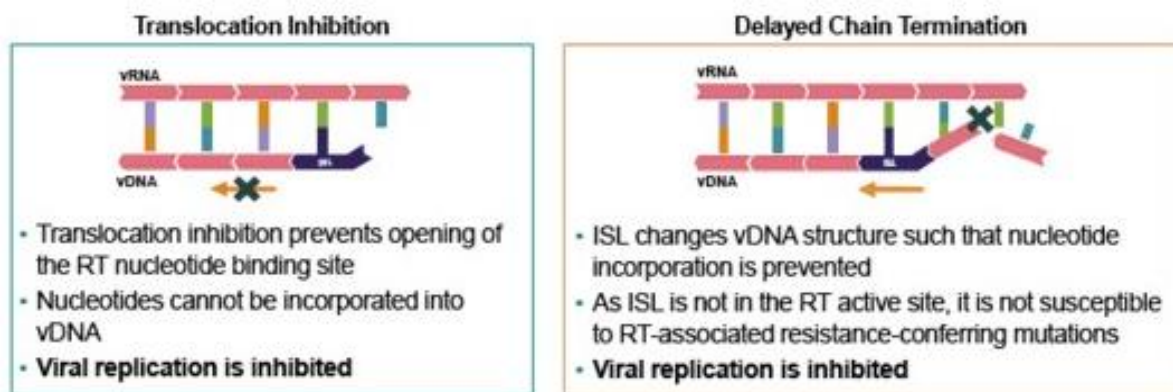 Translocation Inhibition
vRNA
vDNA
• Translocation inhibition prevents opening of
the RT nucleotide binding site
• Nucleotides cannot be incorporated into
vDNA
• Viral replication is inhibited
Delayed Chain Termination
vRNA
ISL
vDNA
• ISL changes vDNA structure such that nucleotide
incorporation is prevented
• As ISL is not in the RT active site, it is not susceptible
to RT-associated resistance-conferring mutations
• Viral replication is inhibited